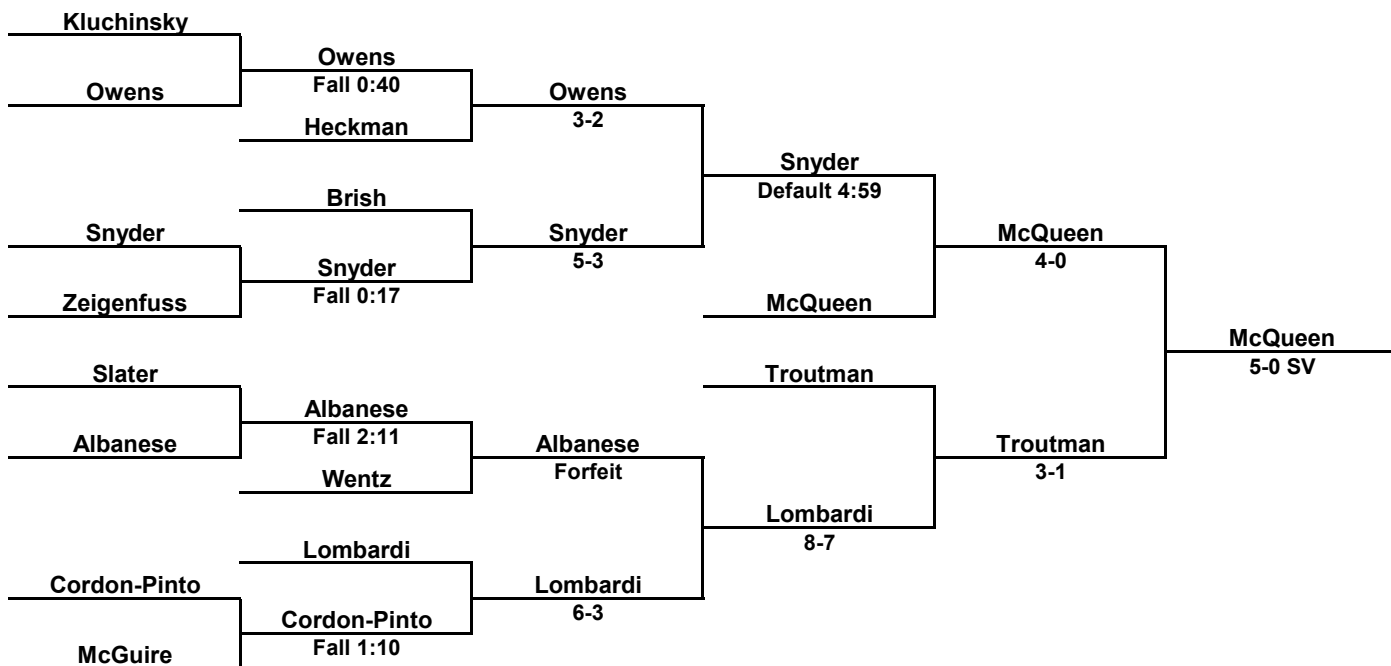 Kluchinsky
Owens
Fall 0:40
Owens
Owens
3-2
Heckman
Snyder
Default 4:59
Brish
Snyder
Snyder
5-3
McQueen
4-0
Snyder
Fall 0:17
Zeigenfuss
McQueen
McQueen
5-0 SV
Slater
Troutman
Albanese
Fall 2:11
Albanese
Albanese
Forfeit
Troutman
3-1
Wentz
Lombardi
8-7
Lombardi
Cordon-Pinto
Lombardi
6-3
Cordon-Pinto
Fall 1:10
McGuire